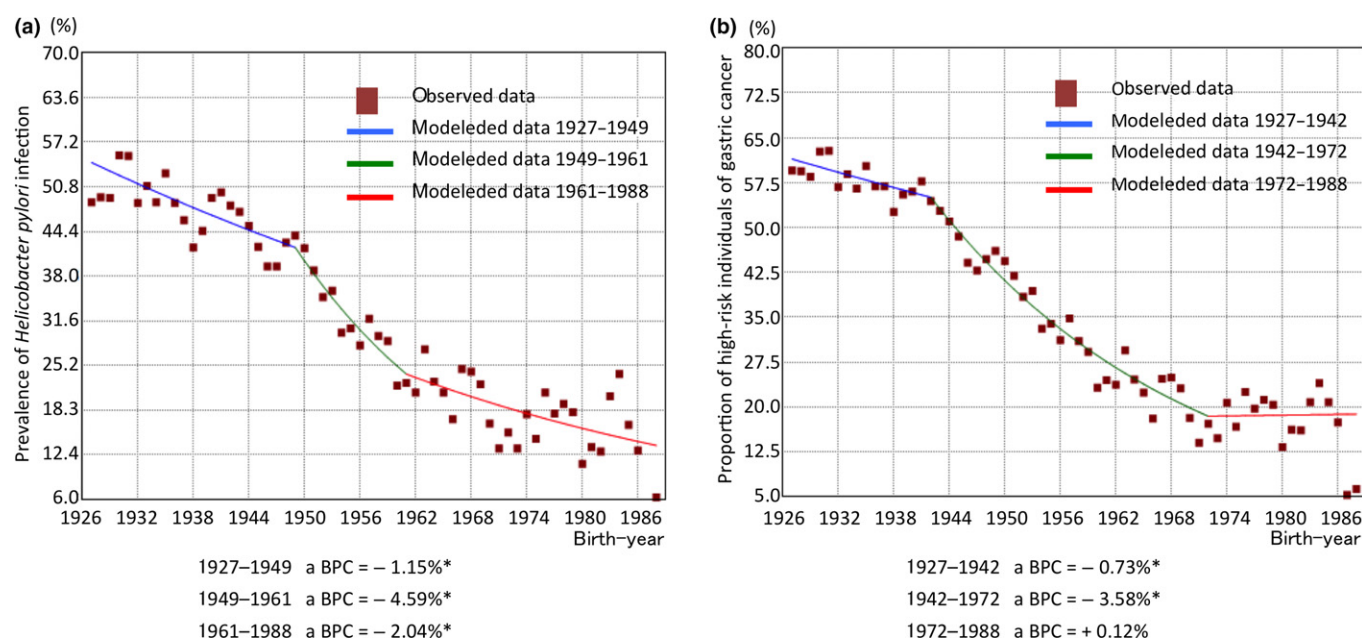 (a) (%)
70.0
63.6
57.2
50.8
44.4
38.0
31.6
25.2
18.3
12.4
6.0
Prevalence of Helicobacter pylori infection
Observed data
Modeleded data 1927–1949
Modeleded data 1949–1961
Modeleded data 1961–1988
1926 1932 1938 1944 1950 1956 1962 1968 1974 1980 1986
Birth-year
1927–1949 a BPC = – 1.15%*
1949–1961 a BPC = – 4.59%*
1961–1988 a BPC = – 2.04%*
(b) (%)
80.0
72.5
65.0
57.5
50.0
42.5
35.0
27.5
20.0
12.5
5.0
Proportion of high-risk individuals of gastric cancer
Observed data
Modeleded data 1927–1942
Modeleded data 1942–1972
Modeleded data 1972–1988
1926 1932 1938 1944 1950 1956 1962 1968 1974 1980 1986
Birth-year
1927–1942 a BPC = – 0.73%*
1942–1972 a BPC = – 3.58%*
1972–1988 a BPC = + 0.12%